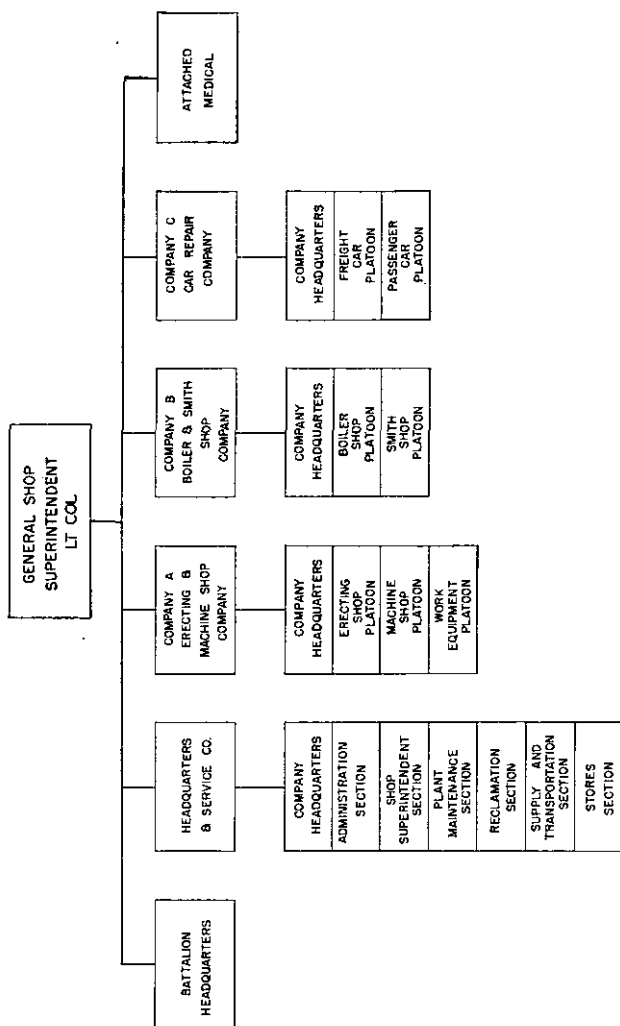 GENERAL SHOP
SUPERINTENDENT
LT COL
BATTALION
HEADQUARTERS
HEADQUARTERS
& SERVICE CO.
COMPANY A
ERECTING &
MACHINE SHOP
COMPANY
COMPANY B
BOILER & SMITH
SHOP
COMPANY
COMPANY C
CAR REPAIR
COMPANY
ATTACHED
MEDICAL
COMPANY
HEADQUARTERS
ADMINISTRATION
SECTION
SHOP
SUPERINTENDENT
SECTION
PLANT
MAINTENANCE
SECTION
RECLAMATION
SECTION
SUPPLY AND
TRANSPORTATION
SECTION
STORES
SECTION
COMPANY
HEADQUARTERS
ERECTING
SHOP
PLATOON
MACHINE
SHOP
PLATOON
WORK
EQUIPMENT
PLATOON
COMPANY
HEADQUARTERS
BOILER
SHOP
PLATOON
SMITH
SHOP
PLATOON
COMPANY
HEADQUARTERS
FREIGHT
CAR
PLATOON
PASSENGER
CAR
PLATOON